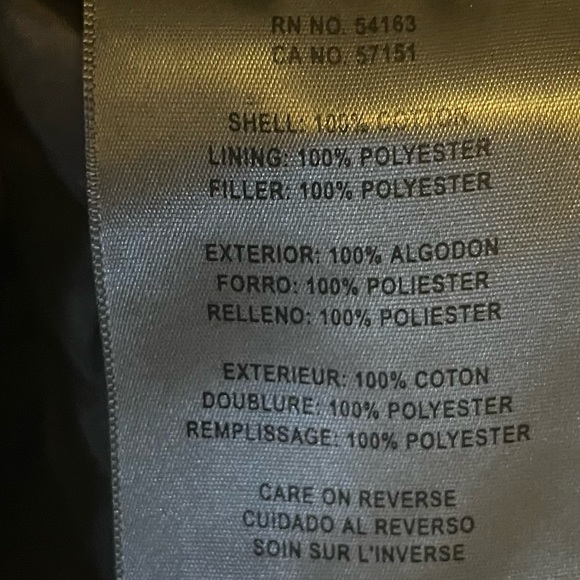 RN NO. 54163
CA NO. 57151
SHELL: 100% COTTON
LINING: 100% POLYESTER
FILLER: 100% POLYESTER
EXTERIOR: 100% ALGODON
FORRO: 100% POLIESTER
RELLENO: 100% POLIESTER
EXTERIEUR: 100% COTON
DOUBLURE: 100% POLYESTER
REMPLISSAGE: 100% POLYESTER
CARE ON REVERSE
CUIDADO AL REVERSO
SOIN SUR L'INVERSE